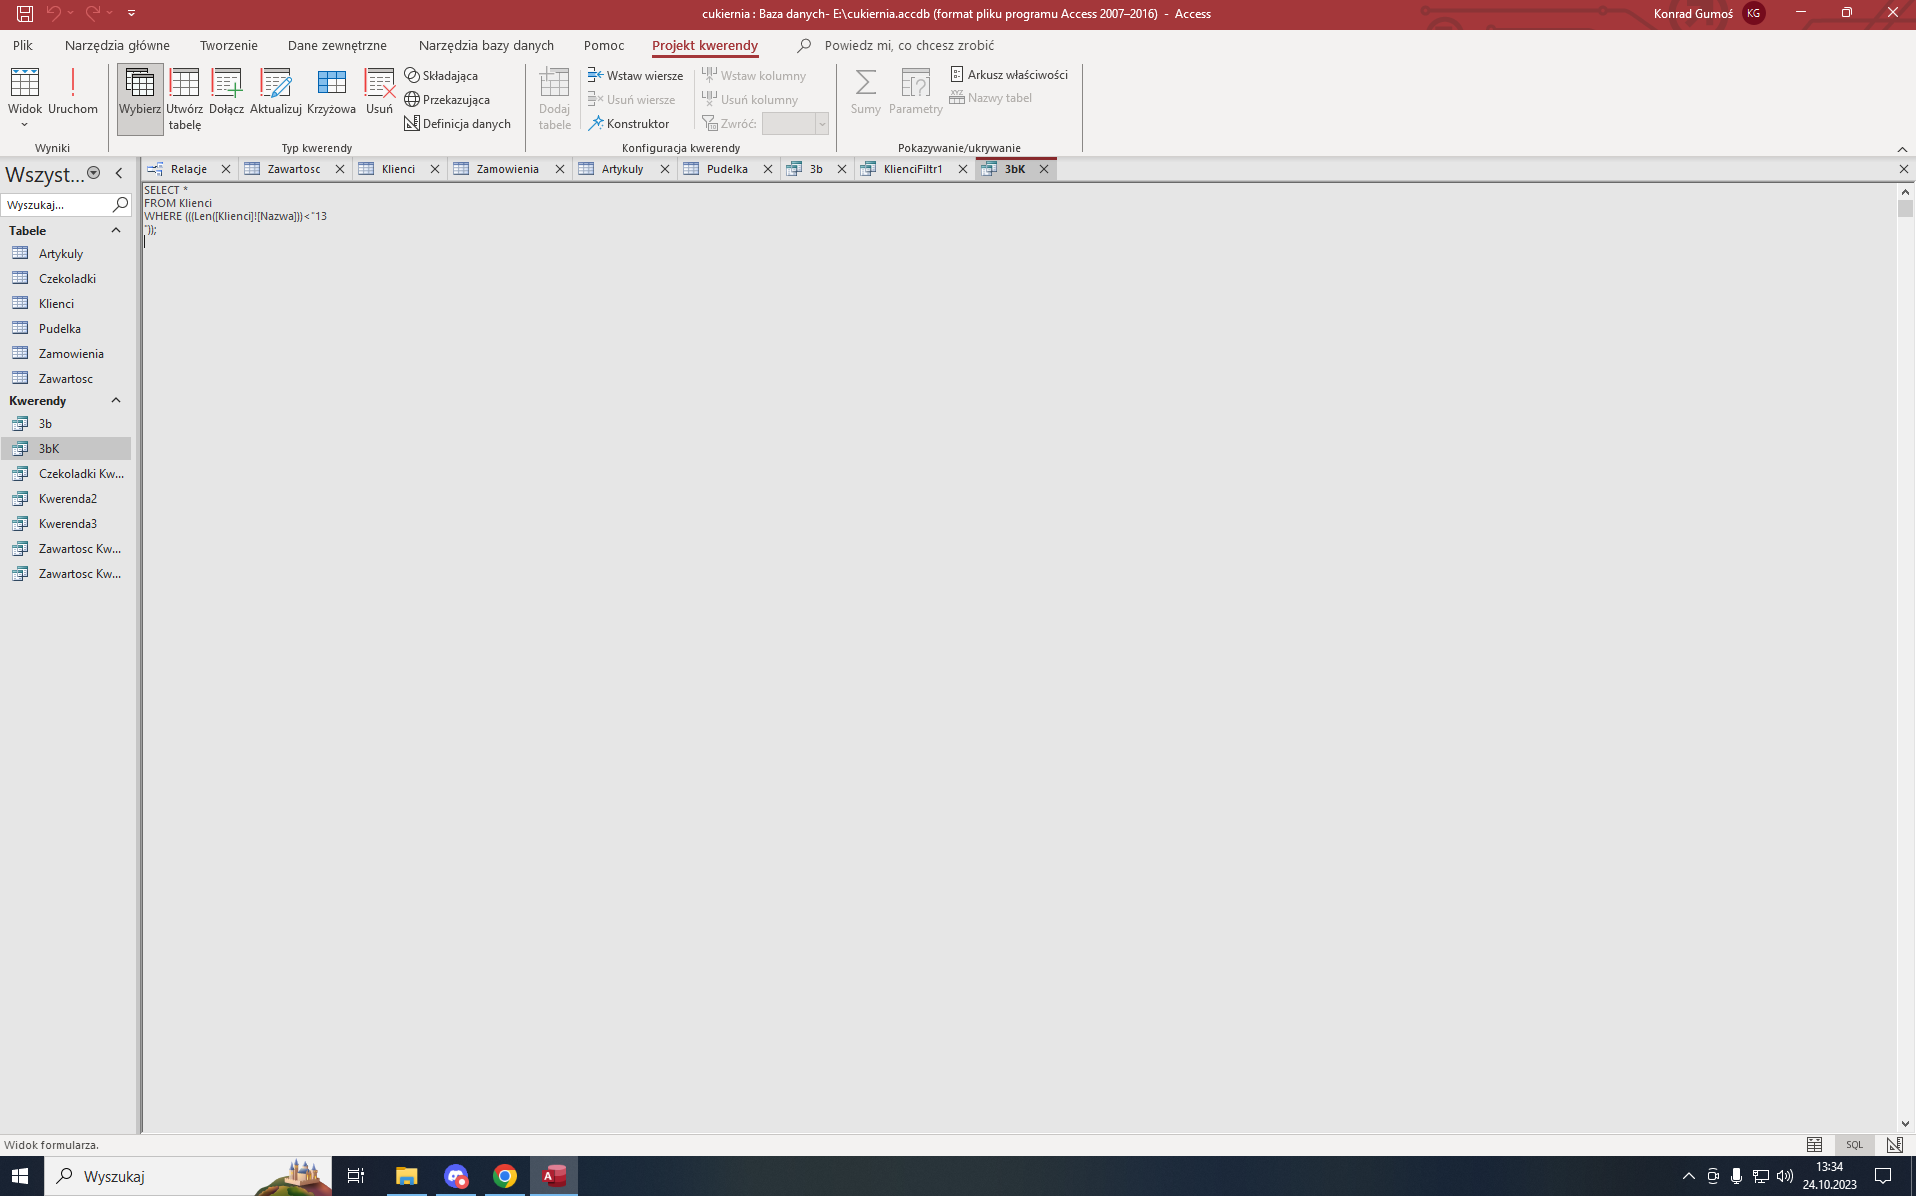 cukiernia : Baza danych- E:\cukiernia.accdb (format pliku programu Access 2007–2016) - Access
Konrad Gumoś KG
Plik Narzędzia główne Tworzenie Dane zewnętrzne Narzędzia bazy danych Pomoc Projekt kwerendy Powiedz mi, co chcesz zrobić
Widok
Uruchom
Wyniki
Wybierz
Utwórz tabelę
Dołącz
Aktualizuj
Krzyżowa
Usuń
Składająca
Przekazująca
Definicja danych
Typ kwerendy
Dodaj tabele
Wstaw wiersze
Usuń wiersze
Konstruktor
Wstaw kolumny
Usuń kolumny
Zwróć:
Konfiguracja kwerendy
Sumy
Parametry
Arkusz właściwości
Nazwy tabel
Pokazywanie/ukrywanie
Relacje Zawartosc Klienci Zamowienia Artykuly Pudelka 3b KlienciFiltr1 3bK
Wszyst...
Wyszukaj...
Tabele
Artykuly
Czekoladki
Klienci
Pudelka
Zamowienia
Zawartosc
Kwerendy
3b
3bK
Czekoladki Kw...
Kwerenda2
Kwerenda3
Zawartosc Kw...
Zawartosc Kw...
SELECT *
FROM Klienci
WHERE (((Len([Klienci]![Nazwa]))<"13
"));
Widok formularza.
SQL
Wyszukaj
A
13:34
24.10.2023